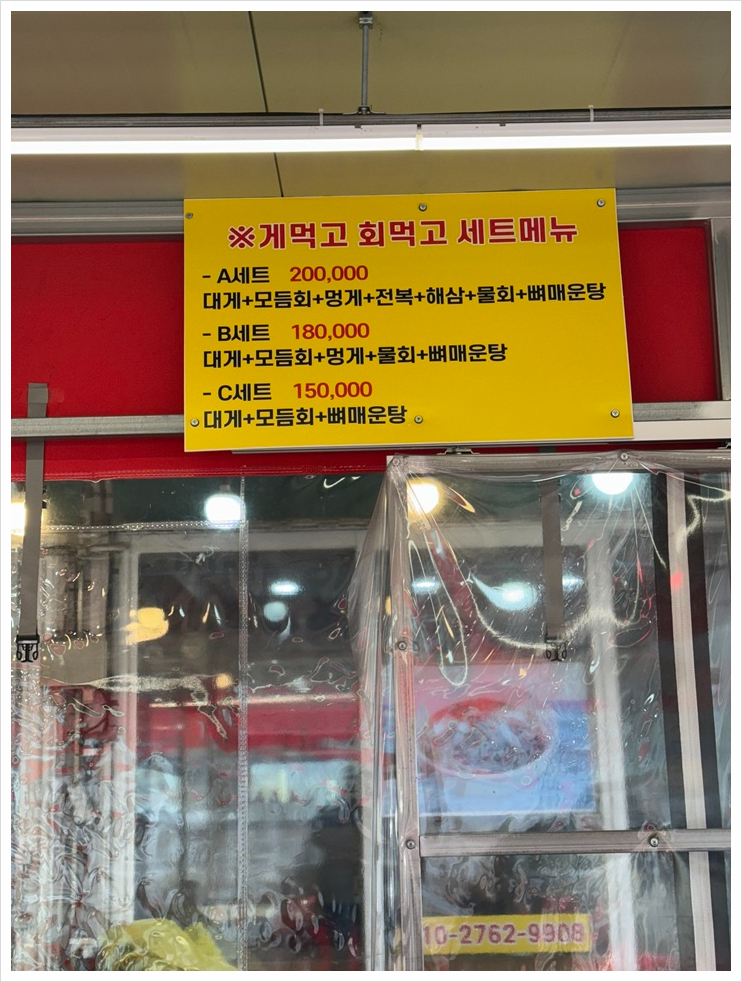 ※게먹고 회먹고 세트메뉴
- A세트 200,000
대게+모듬회+멍게+전복+해삼+물회+뼈매운탕
- B세트 180,000
대게+모듬회+멍게+물회+뼈매운탕
- C세트 150,000
대게+모듬회+뼈매운탕
10-2762-9908